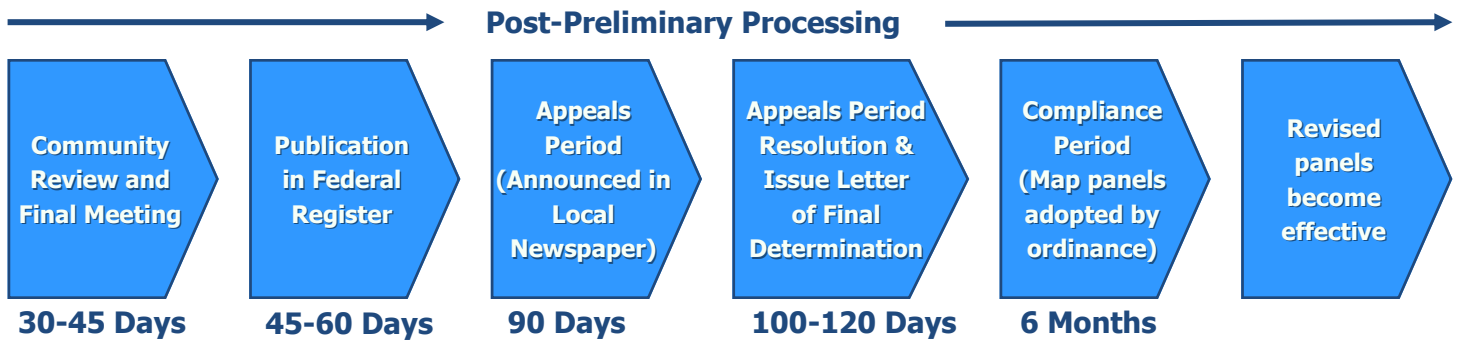 Post-Preliminary Processing
Community
Review and
Final Meeting
Publication
in Federal
Register
Appeals
Period
(Announced in
Local
Newspaper)
Appeals Period
Resolution &
Issue Letter
of Final
Determination
Compliance
Period
(Map panels
adopted by
ordinance)
Revised
panels
become
effective
30-45 Days
45-60 Days
90 Days
100-120 Days
6 Months